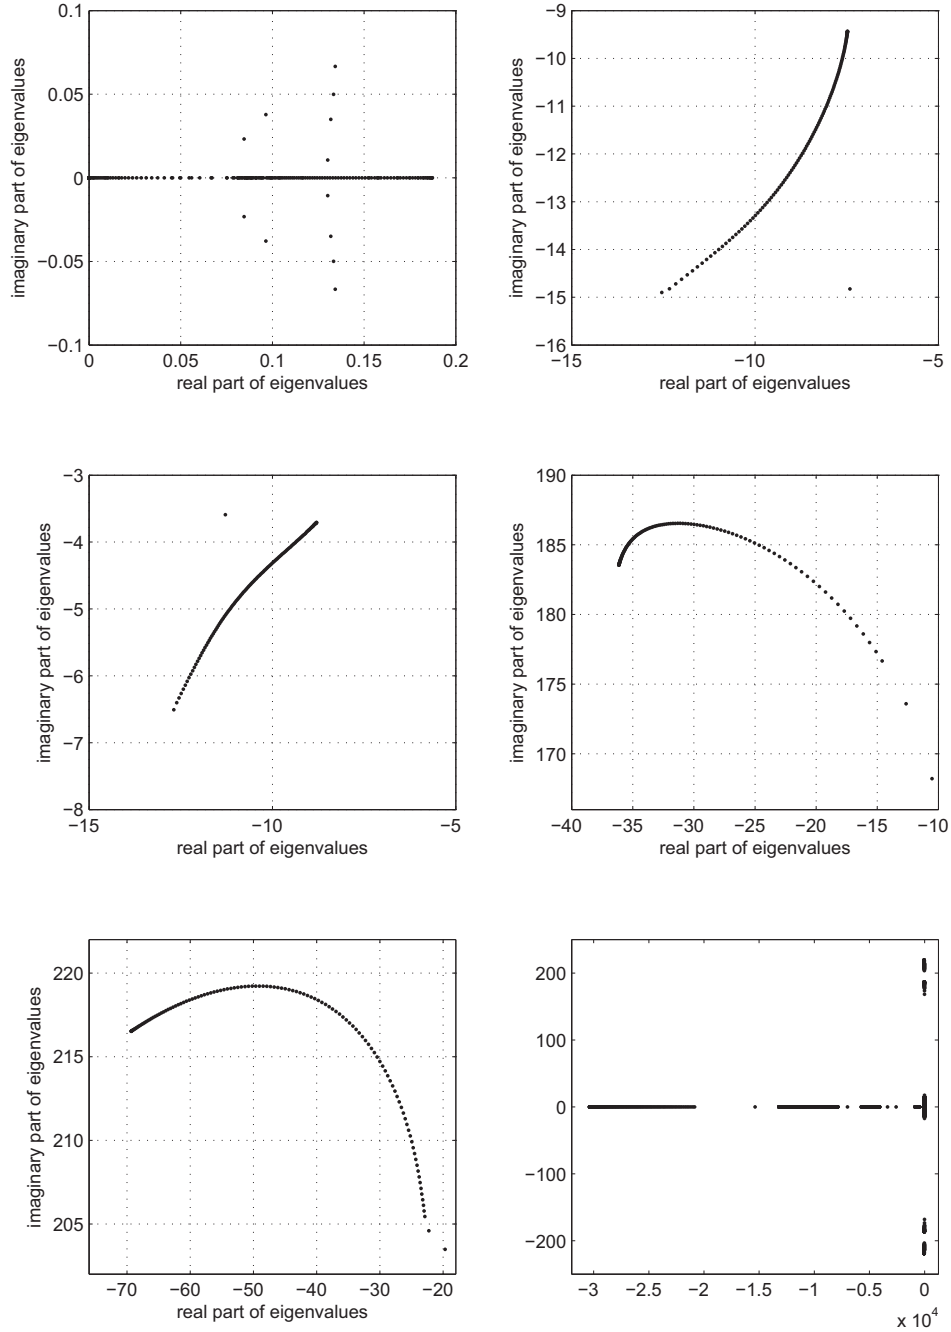 0.1
0.05
0
−0.05
−0.1
imaginary part of eigenvalues
0 0.05 0.1 0.15 0.2
real part of eigenvalues
−9
−10
−11
−12
−13
−14
−15
−16
imaginary part of eigenvalues
−15 −10 −5
real part of eigenvalues
−3
−4
−5
−6
−7
−8
imaginary part of eigenvalues
−15 −10 −5
real part of eigenvalues
190
185
180
175
170
imaginary part of eigenvalues
−40 −35 −30 −25 −20 −15 −10
real part of eigenvalues
220
215
210
205
imaginary part of eigenvalues
−70 −60 −50 −40 −30 −20
real part of eigenvalues
200
100
0
−100
−200
−3 −2.5 −2 −1.5 −1 −0.5 0
x 10⁴